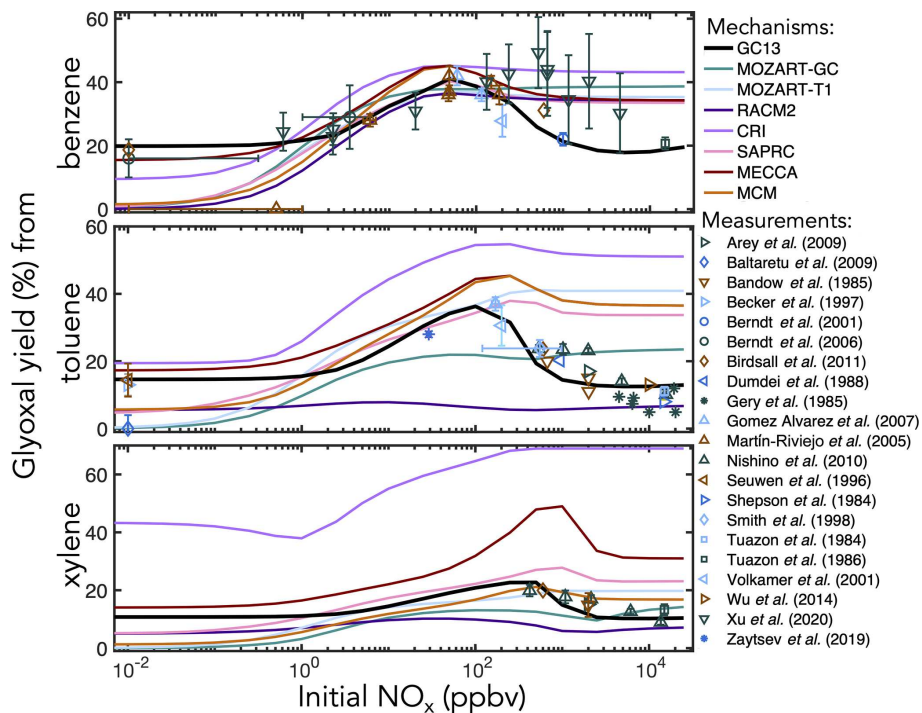 Glyoxal yield (%) from
benzene
60
40
20
0
toluene
60
40
20
0
xylene
60
40
20
0
10-2
100
102
104
Initial NOx (ppbv)
Mechanisms:
GC13
MOZART-GC
MOZART-T1
RACM2
CRI
SAPRC
MECCA
MCM
Measurements:
Arey et al. (2009)
Baltaretu et al. (2009)
Bandow et al. (1985)
Becker et al. (1997)
Berndt et al. (2001)
Berndt et al. (2006)
Birdsall et al. (2011)
Dumdei et al. (1988)
Gery et al. (1985)
Gomez Alvarez et al. (2007)
Martín-Riviejo et al. (2005)
Nishino et al. (2010)
Seuwen et al. (1996)
Shepson et al. (1984)
Smith et al. (1998)
Tuazon et al. (1984)
Tuazon et al. (1986)
Volkamer et al. (2001)
Wu et al. (2014)
Xu et al. (2020)
Zaytsev et al. (2019)